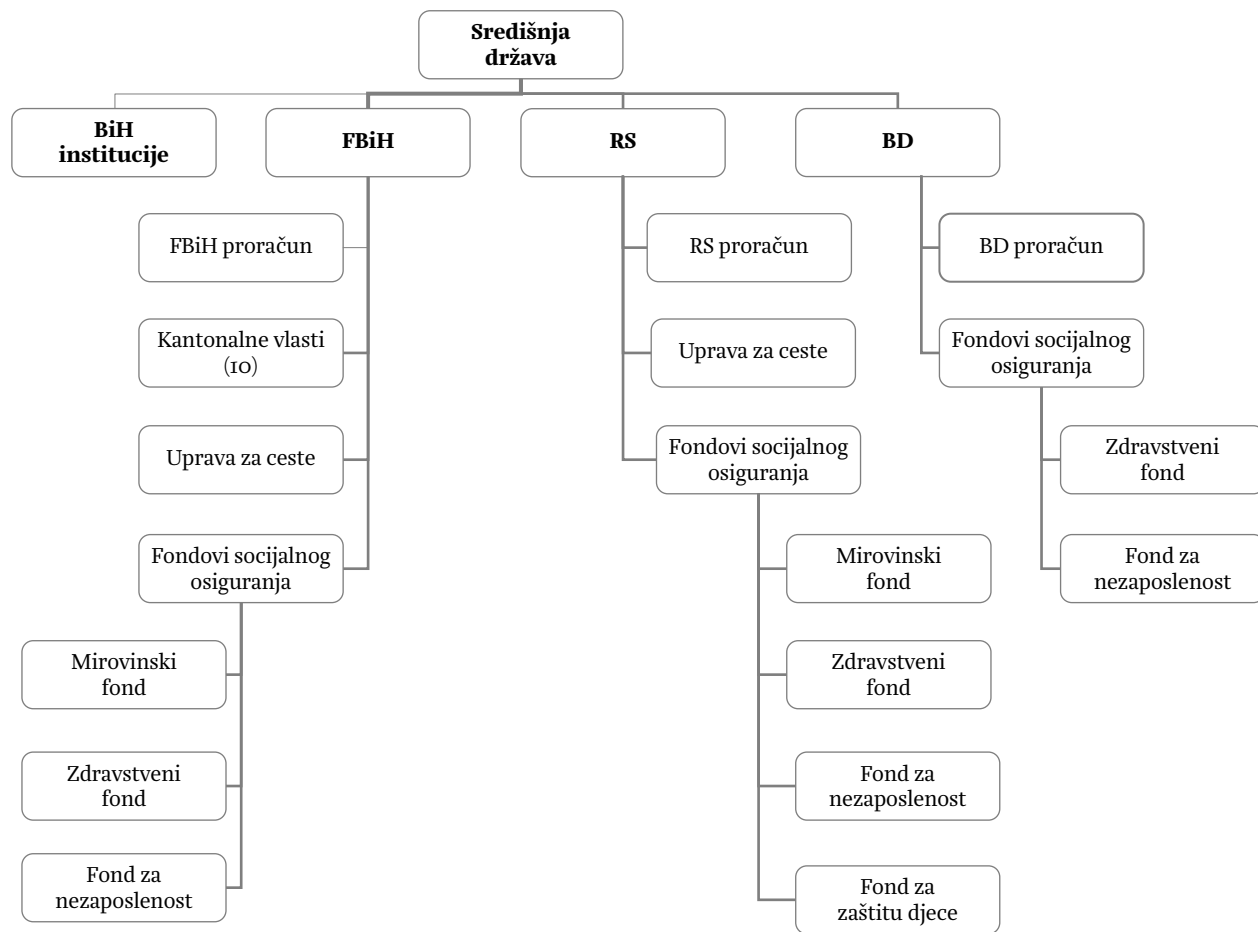 Središnja
država
BiH
institucije
FBiH
RS
BD
FBiH proračun
RS proračun
BD proračun
Kantonalne vlasti
(10)
Uprava za ceste
Fondovi socijalnog
osiguranja
Uprava za ceste
Fondovi socijalnog
osiguranja
Zdravstveni
fond
Fondovi socijalnog
osiguranja
Mirovinski
fond
Fond za
nezaposlenost
Mirovinski
fond
Zdravstveni
fond
Zdravstveni
fond
Fond za
nezaposlenost
Fond za
nezaposlenost
Fond za
zaštitu djece